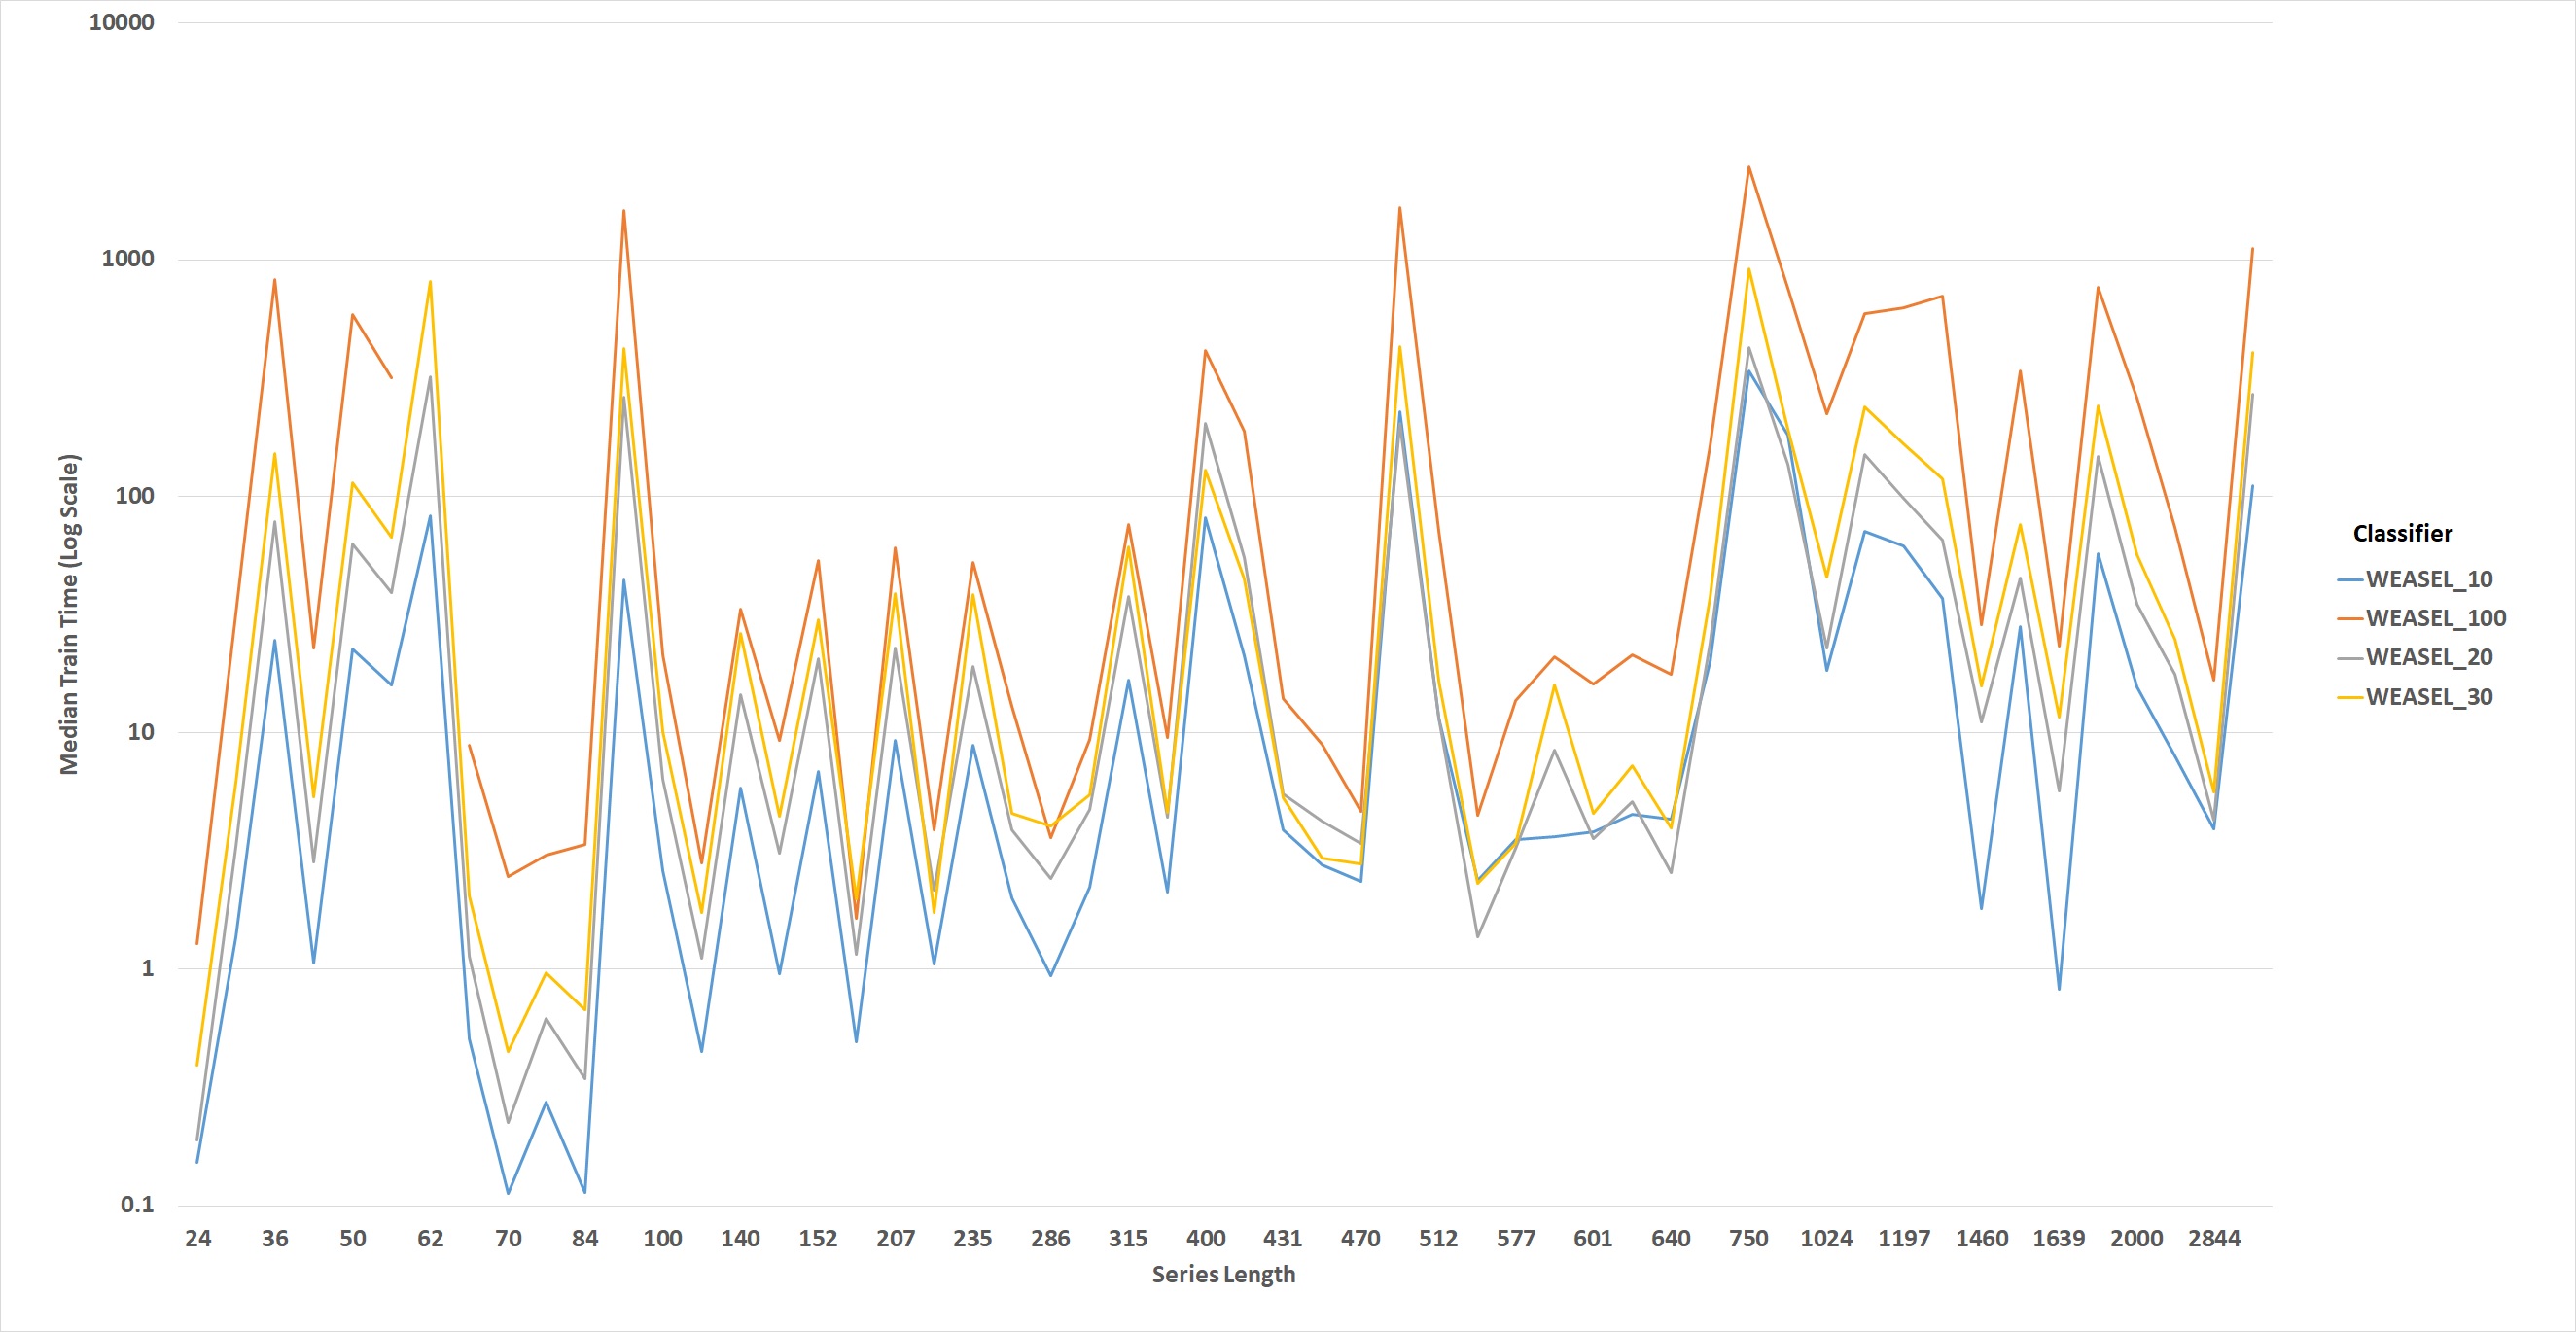 10000
1000
100
10
1
0.1
Median Train Time (Log Scale)
24 36 50 62 70 84 100 140 152 207 235 286 315 400 431 470 512 577 601 640 750 1024 1197 1460 1639 2000 2844
Series Length
Classifier
WEASEL_10
WEASEL_100
WEASEL_20
WEASEL_30